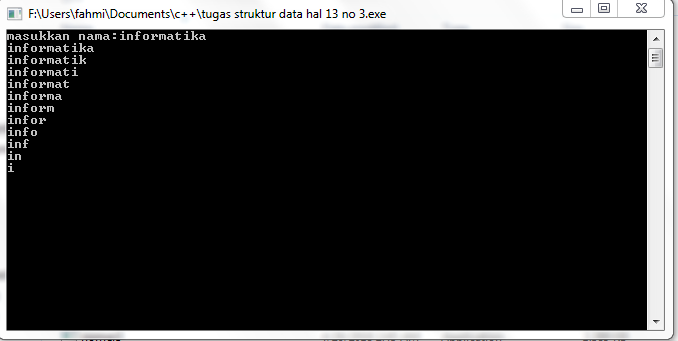 F:\Users\fahmi\Documents\c++\tugas struktur data hal 13 no 3.exe
masukkan nama:informatika
informatika
informatik
informati
informat
informa
inform
infor
info
inf
in
i